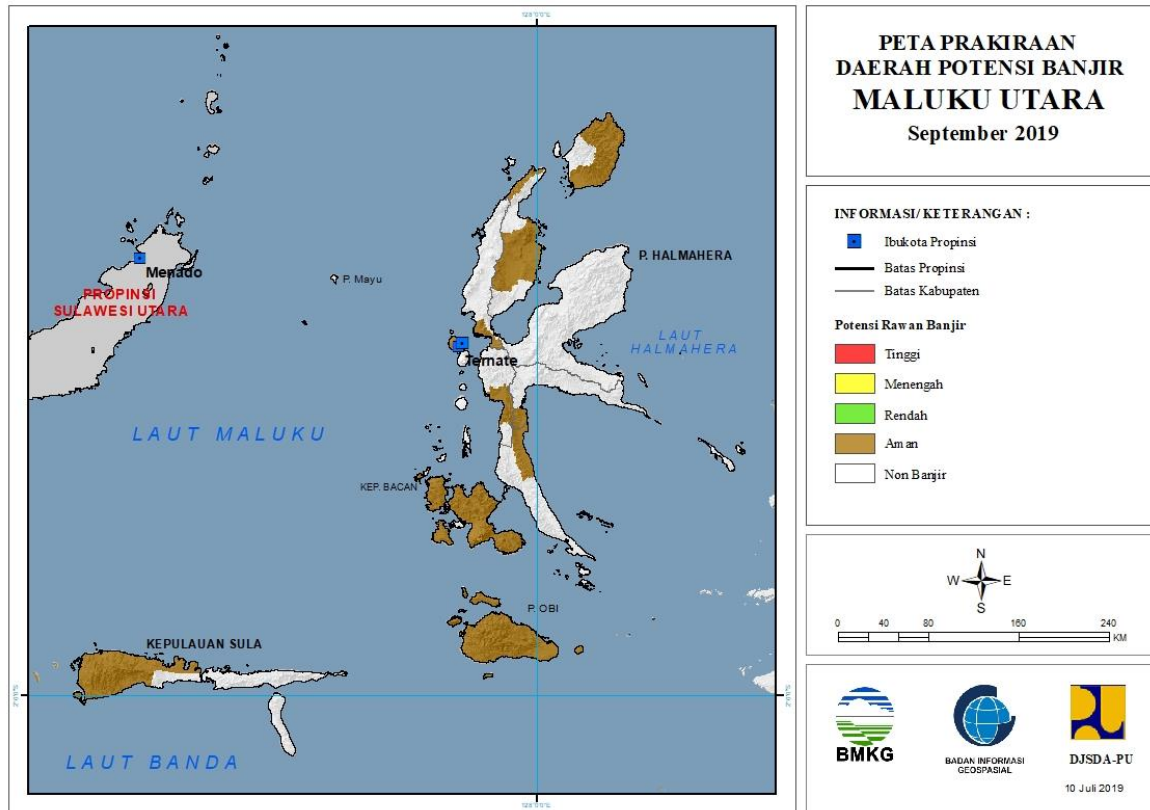 PETA PRAKIRAAN
DAERAH POTENSI BANJIR
MALUKU UTARA
September 2019
INFORMASI/KETERANGAN :
Ibukota Propinsi
Batas Propinsi
Batas Kabupaten
Potensi Rawan Banjir
Tinggi
Menengah
Rendah
Aman
Non Banjir
N
W E
S
0 40 80 160 240
KM
BMKG
BADAN INFORMASI
GEOSPASIAL
DJSDA-PU
10 Juli 2019
Menado
PROPINSI
SULAWESI UTARA
P. Mayu
P. HALMAHERA
LAUT
HALMAHERA
Ternate
LAUT MALUKU
KEP. BACAN
P. OBI
KEPULAUAN SULA
LAUT BANDA